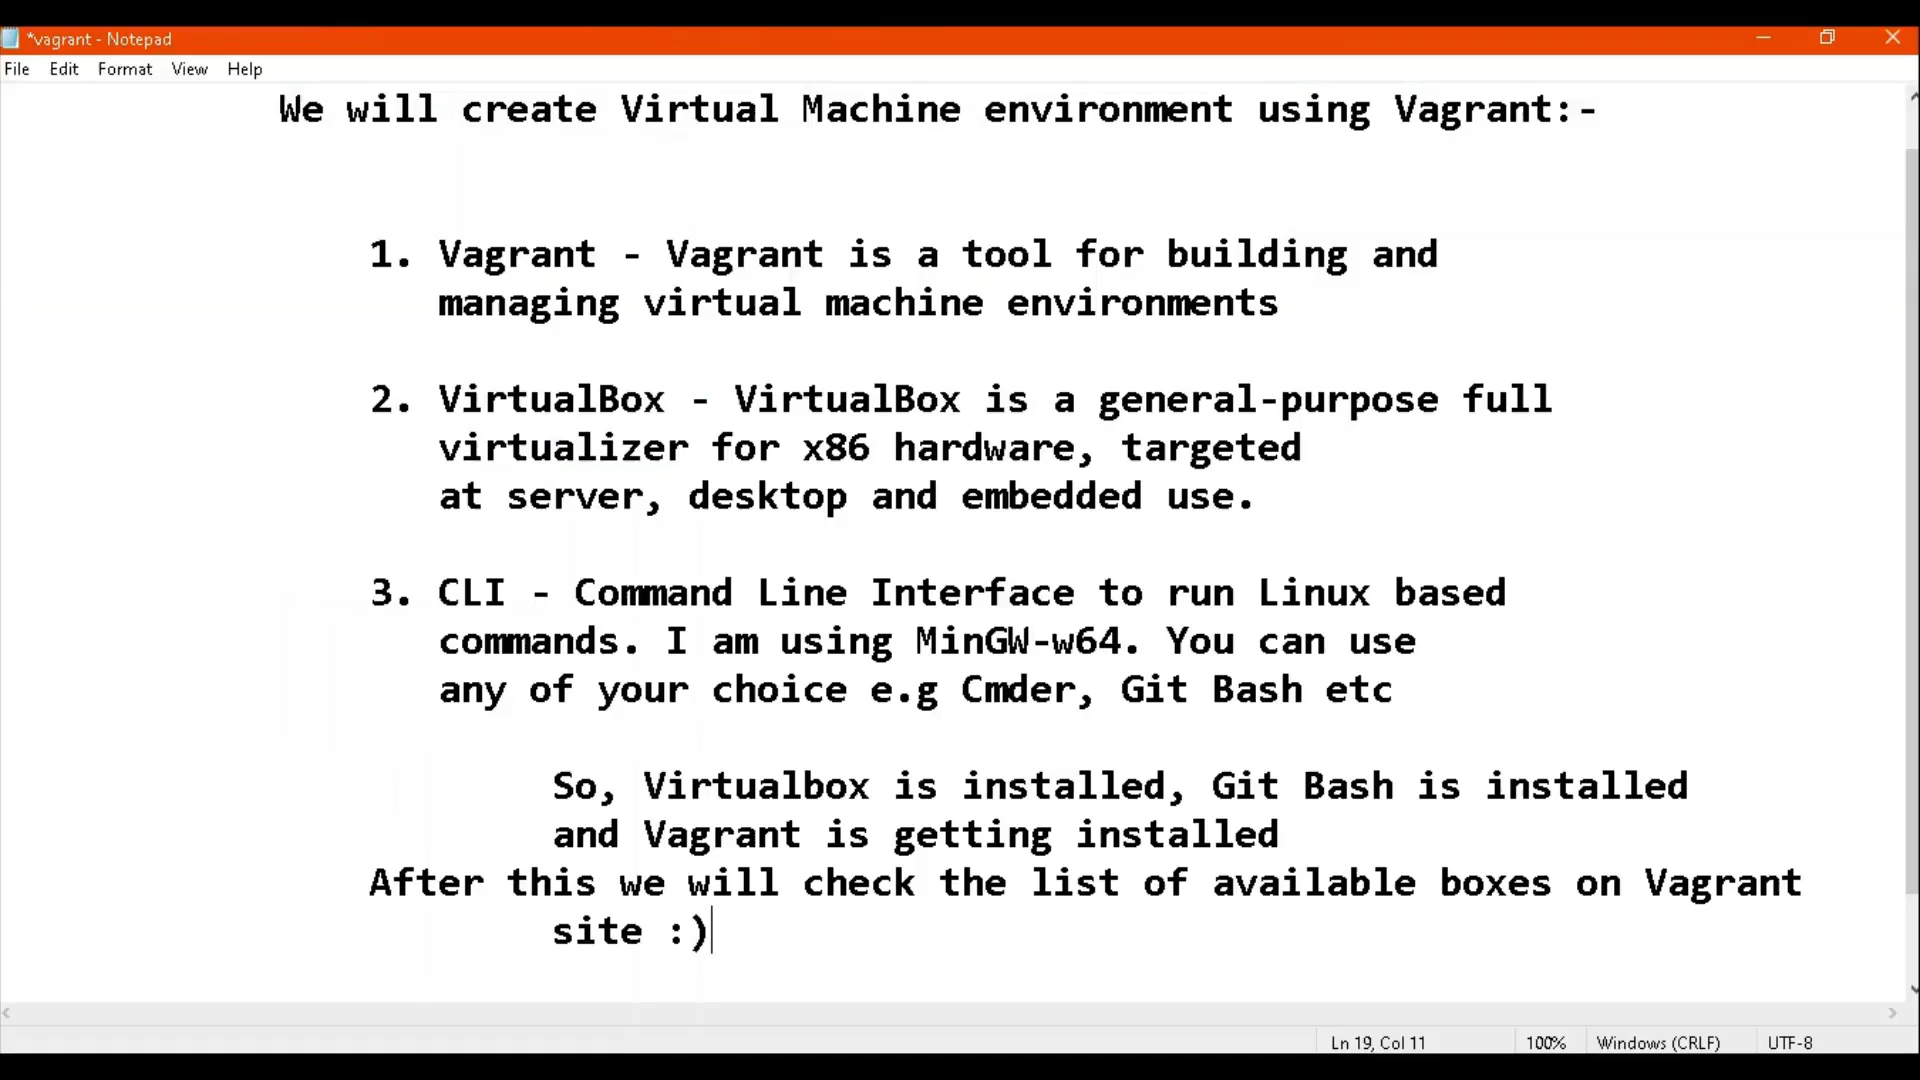 *vagrant - Notepad
File Edit Format View Help
We will create Virtual Machine environment using Vagrant:-
1. Vagrant - Vagrant is a tool for building and
managing virtual machine environments
2. VirtualBox - VirtualBox is a general-purpose full
virtualizer for x86 hardware, targeted
at server, desktop and embedded use.
3. CLI - Command Line Interface to run Linux based
commands. I am using MinGW-w64. You can use
any of your choice e.g Cmder, Git Bash etc
So, Virtualbox is installed, Git Bash is installed
and Vagrant is getting installed
After this we will check the list of available boxes on Vagrant
site :)
Ln 19, Col 11 100% Windows (CRLF) UTF-8